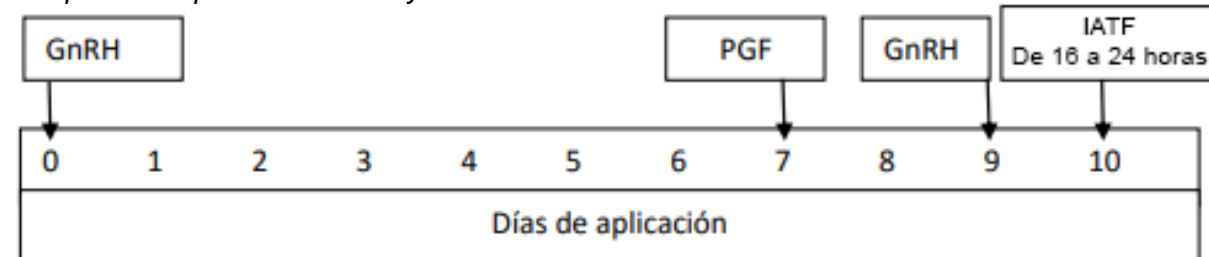 GnRH
PGF
GnRH
IATF
De 16 a 24 horas
0 1 2 3 4 5 6 7 8 9 10
Días de aplicación